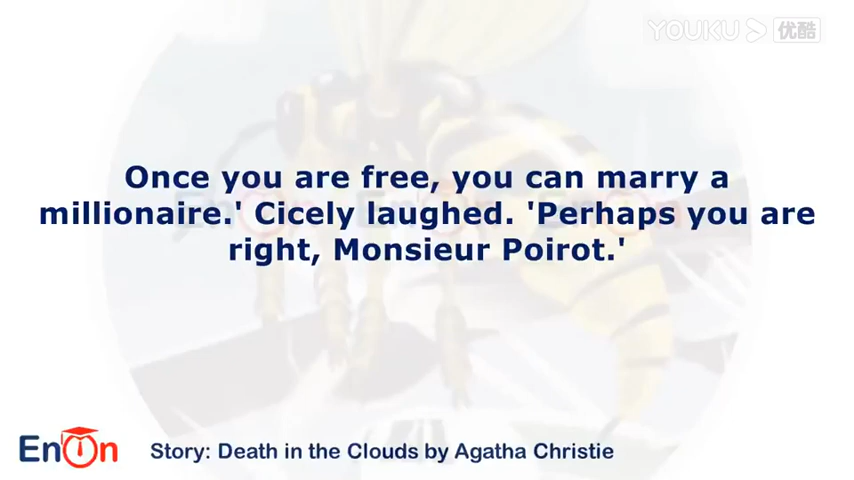 YOUKU 优酷
Once you are free, you can marry a
millionaire.' Cicely laughed. 'Perhaps you are
right, Monsieur Poirot.'
EnOn
Story: Death in the Clouds by Agatha Christie